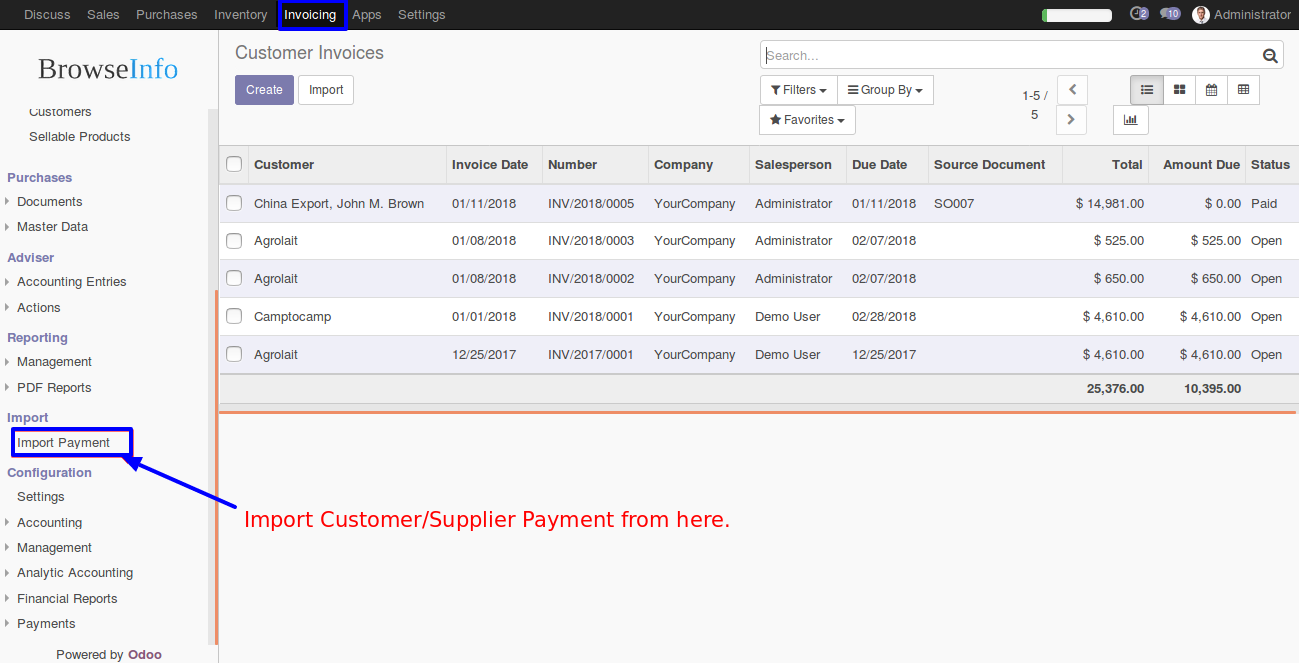 Discuss Sales Purchases Inventory Invoicing Apps Settings 2 10 Administrator
BrowseInfo
Customers
Sellable Products
Purchases
Documents
Master Data
Adviser
Accounting Entries
Actions
Reporting
Management
PDF Reports
Import
Import Payment
Configuration
Settings
Accounting
Management
Analytic Accounting
Financial Reports
Payments
Powered by Odoo
Customer Invoices
Search...
Create Import
Filters Group By
Favorites
1-5 /
5
Customer Invoice Date Number Company Salesperson Due Date Source Document Total Amount Due Status
China Export, John M. Brown 01/11/2018 INV/2018/0005 YourCompany Administrator 01/11/2018 SO007 $ 14,981.00 $ 0.00 Paid
Agrolait 01/08/2018 INV/2018/0003 YourCompany Administrator 02/07/2018 $ 525.00 $ 525.00 Open
Agrolait 01/08/2018 INV/2018/0002 YourCompany Administrator 02/07/2018 $ 650.00 $ 650.00 Open
Camptocamp 01/01/2018 INV/2018/0001 YourCompany Demo User 02/28/2018 $ 4,610.00 $ 4,610.00 Open
Agrolait 12/25/2017 INV/2017/0001 YourCompany Demo User 12/25/2017 $ 4,610.00 $ 4,610.00 Open
25,376.00 10,395.00
Import Customer/Supplier Payment from here.